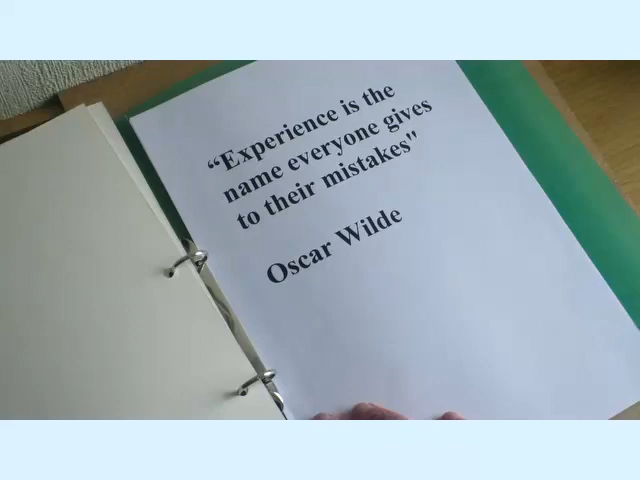 “Experience is the
name everyone gives
to their mistakes"
Oscar Wilde